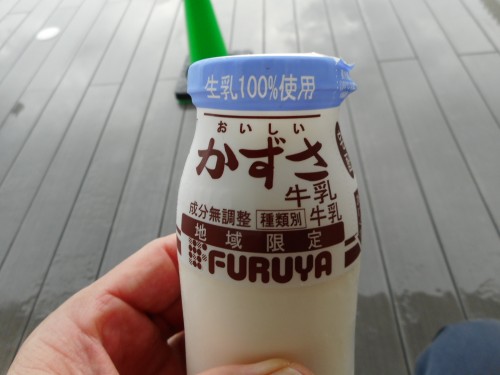 生乳100%使用
おいしい
かずさ
牛乳
成分無調整 種類別 牛乳
地域限定
FURUYA